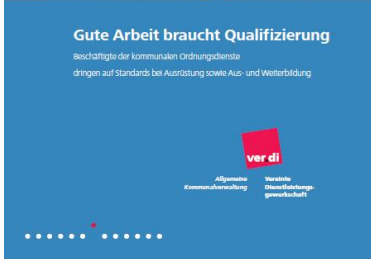 Gute Arbeit braucht Qualifizierung
Beschäftigte der kommunalen Ordnungsdienste
dringen auf Standards bei Ausrüstung sowie Aus- und Weiterbildung
ver di
Allgemeine
Kommunalverwaltung
Vereinte
Dienstleistungs-
gewerkschaft